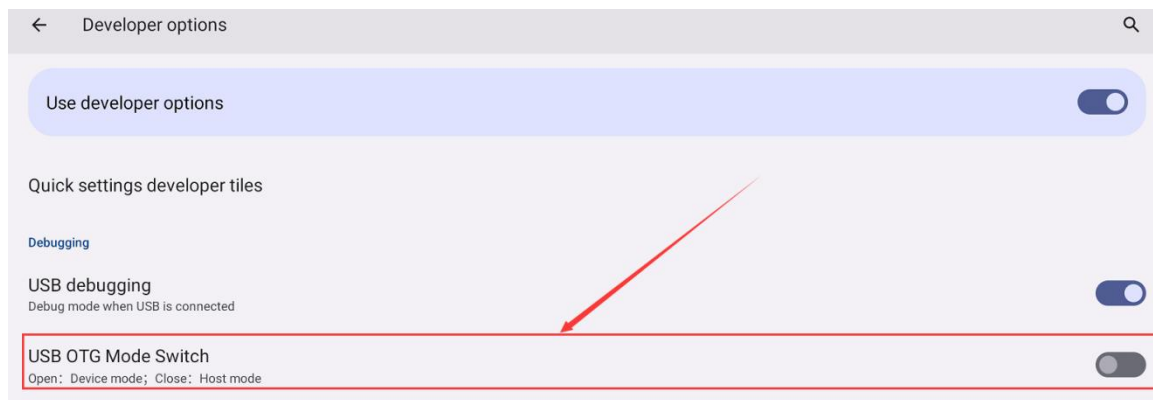 Developer options
Use developer options
Quick settings developer tiles
Debugging
USB debugging
Debug mode when USB is connected
USB OTG Mode Switch
Open：Device mode；Close：Host mode